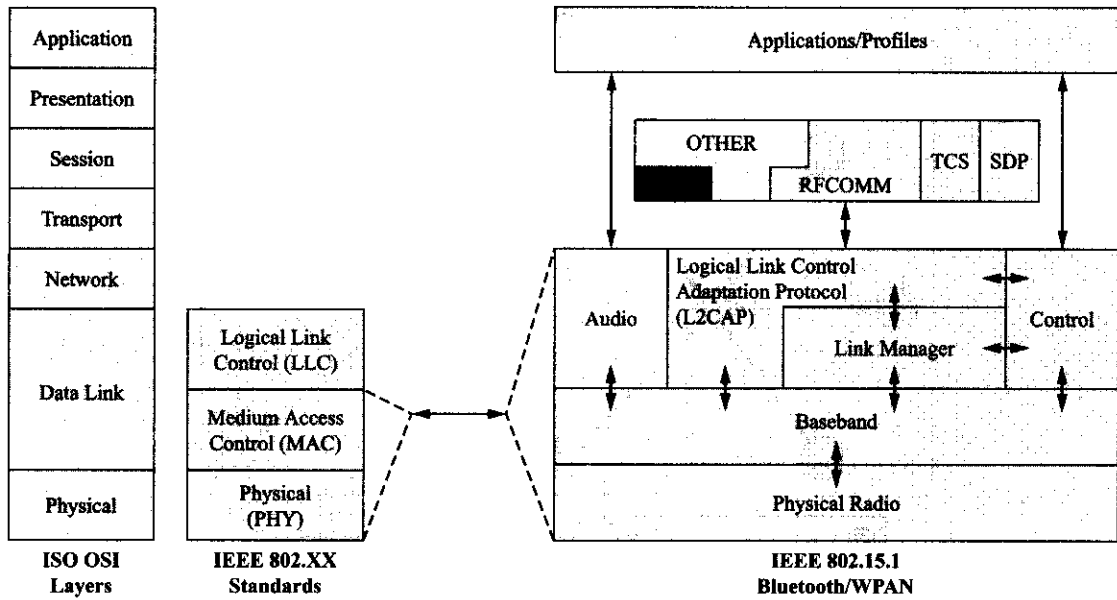 Application
Presentation
Session
Transport
Network
Data Link
Physical
ISO OSI
Layers
Logical Link
Control (LLC)
Medium Access
Control (MAC)
Physical
(PHY)
IEEE 802.XX
Standards
Applications/Profiles
OTHER
RFCOMM
TCS
SDP
Audio
Logical Link Control
Adaptation Protocol
(L2CAP)
Link Manager
Control
Baseband
Physical Radio
IEEE 802.15.1
Bluetooth/WPAN